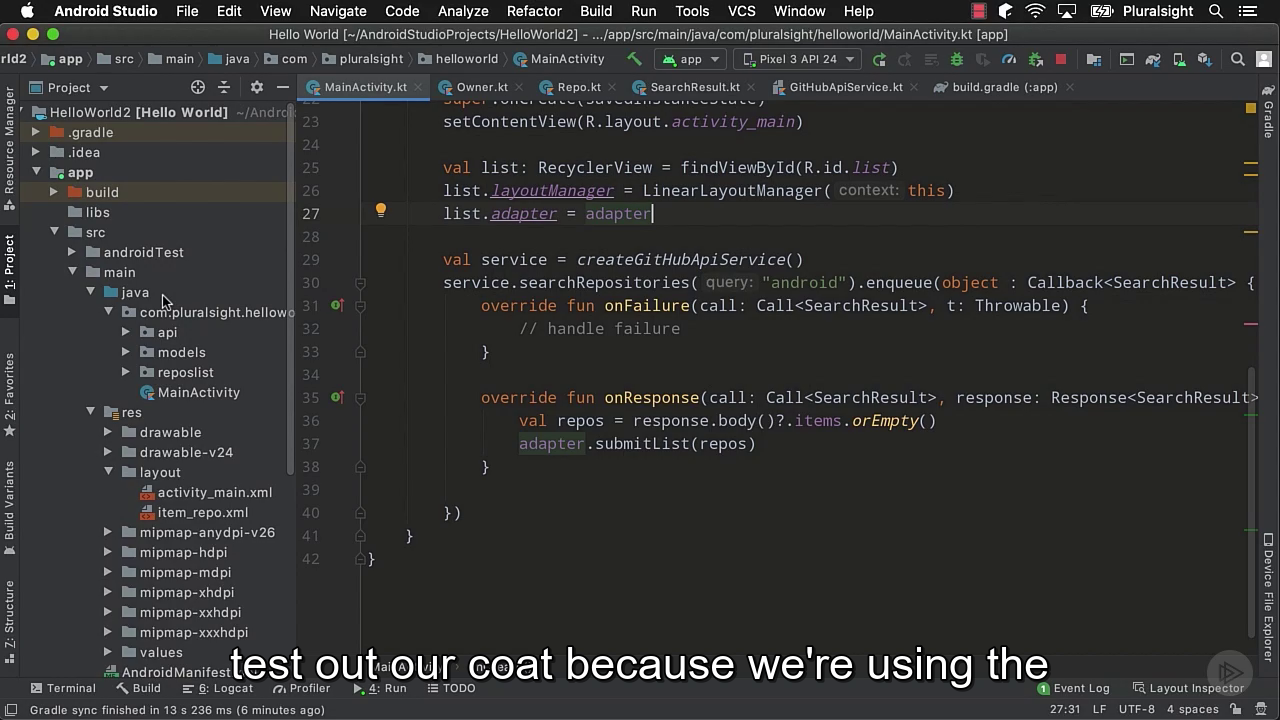 Android Studio File Edit View Navigate Code Analyze Refactor Build Run Tools VCS Window Help Pluralsight
Hello World [~/AndroidStudioProjects/HelloWorld2] - .../app/src/main/java/com/pluralsight/helloworld/MainActivity.kt [app]
rld2 app src main java com pluralsight helloworld MainActivity app Pixel 3 API 24
Project MainActivity.kt Owner.kt Repo.kt SearchResult.kt GitHubApiService.kt build.gradle (:app)
Resource Manager
1: Project
2: Favorites
Build Variants
Z: Structure
HelloWorld2 [Hello World]
.gradle
.idea
app
build
libs
src
androidTest
main
java
com.pluralsight.hellowo
api
models
reposlist
MainActivity
res
drawable
drawable-v24
layout
activity_main.xml
item_repo.xml
mipmap-anydpi-v26
mipmap-hdpi
mipmap-mdpi
mipmap-xhdpi
mipmap-xxhdpi
mipmap-xxxhdpi
values
AndroidManifest
22 super.onCreate(savedInstanceState)
23 setContentView(R.layout.activity_main)
24
25 val list: RecyclerView = findViewById(R.id.list)
26 list.layoutManager = LinearLayoutManager( context: this)
27 list.adapter = adapter
28
29 val service = createGitHubApiService()
30 service.searchRepositories( query: "android").enqueue(object : Callback<SearchResult> {
31 override fun onFailure(call: Call<SearchResult>, t: Throwable) {
32 // handle failure
33 }
34
35 override fun onResponse(call: Call<SearchResult>, response: Response<SearchResult>
36 val repos = response.body()?.items.orEmpty()
37 adapter.submitList(repos)
38 }
39
40 })
41 }
42 }
Gradle
Device File Explorer
test out our coat because we're using the
Terminal Build 6: Logcat Profiler 4: Run TODO 1 Event Log Layout Inspector
Gradle sync finished in 13 s 236 ms (6 minutes ago) 27:31 LF UTF-8 4 spaces